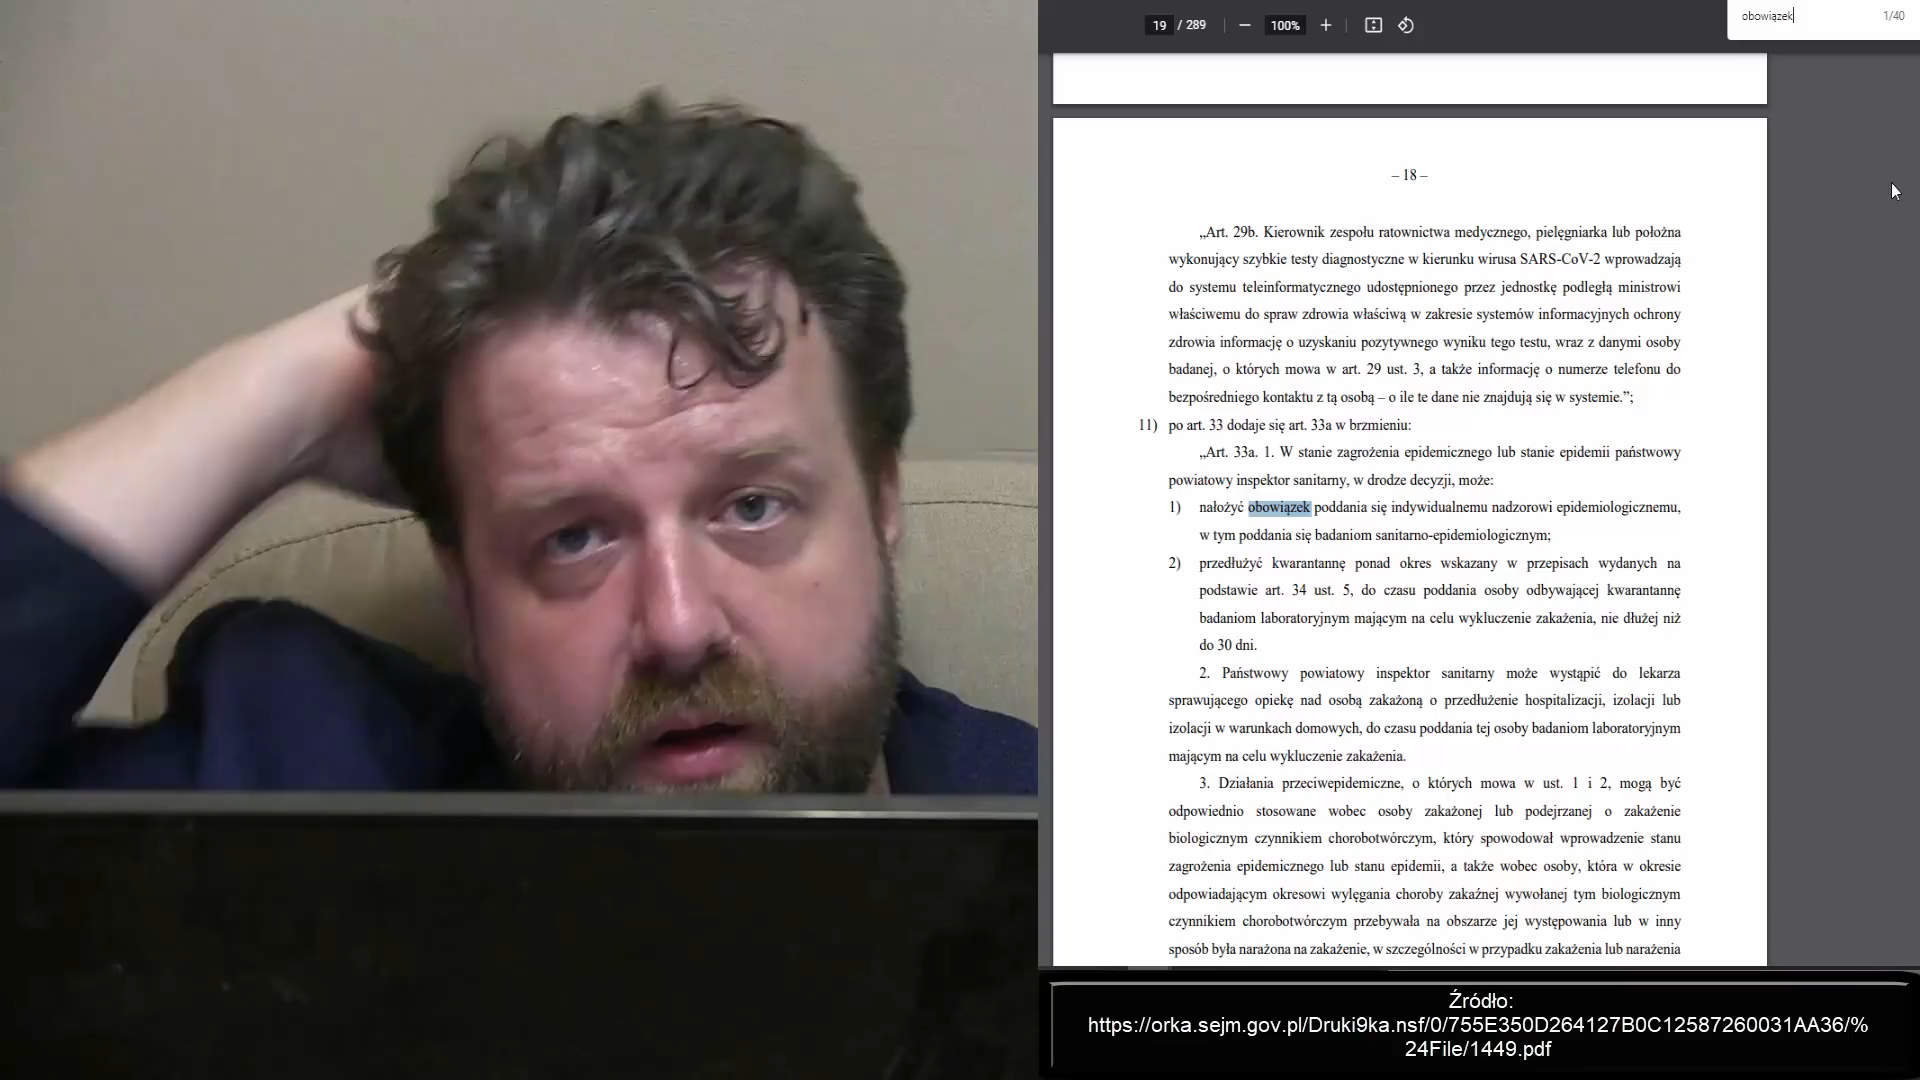 19 / 289
100%
obowiązek
1/40
– 18 –
„Art. 29b. Kierownik zespołu ratownictwa medycznego, pielęgniarka lub położna
wykonujący szybkie testy diagnostyczne w kierunku wirusa SARS-CoV-2 wprowadzają
do systemu teleinformatycznego udostępnionego przez jednostkę podległą ministrowi
właściwemu do spraw zdrowia właściwą w zakresie systemów informacyjnych ochrony
zdrowia informację o uzyskaniu pozytywnego wyniku tego testu, wraz z danymi osoby
badanej, o których mowa w art. 29 ust. 3, a także informację o numerze telefonu do
bezpośredniego kontaktu z tą osobą – o ile te dane nie znajdują się w systemie.”;
11) po art. 33 dodaje się art. 33a w brzmieniu:
„Art. 33a. 1. W stanie zagrożenia epidemicznego lub stanie epidemii państwowy
powiatowy inspektor sanitarny, w drodze decyzji, może:
1) nałożyć obowiązek poddania się indywidualnemu nadzorowi epidemiologicznemu,
w tym poddania się badaniom sanitarno-epidemiologicznym;
2) przedłużyć kwarantannę ponad okres wskazany w przepisach wydanych na
podstawie art. 34 ust. 5, do czasu poddania osoby odbywającej kwarantannę
badaniom laboratoryjnym mającym na celu wykluczenie zakażenia, nie dłużej niż
do 30 dni.
2. Państwowy powiatowy inspektor sanitarny może wystąpić do lekarza
sprawującego opiekę nad osobą zakażoną o przedłużenie hospitalizacji, izolacji lub
izolacji w warunkach domowych, do czasu poddania tej osoby badaniom laboratoryjnym
mającym na celu wykluczenie zakażenia.
3. Działania przeciwepidemiczne, o których mowa w ust. 1 i 2, mogą być
odpowiednio stosowane wobec osoby zakażonej lub podejrzanej o zakażenie
biologicznym czynnikiem chorobotwórczym, który spowodował wprowadzenie stanu
zagrożenia epidemicznego lub stanu epidemii, a także wobec osoby, która w okresie
odpowiadającym okresowi wylęgania choroby zakaźnej wywołanej tym biologicznym
czynnikiem chorobotwórczym przebywała na obszarze jej występowania lub w inny
sposób była narażona na zakażenie, w szczególności w przypadku zakażenia lub narażenia
Źródło:
https://orka.sejm.gov.pl/Druki9ka.nsf/0/755E350D264127B0C12587260031AA36/%
24File/1449.pdf